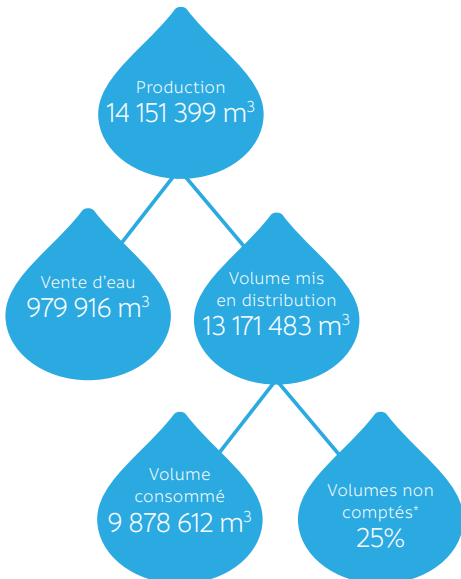 Production
14 151 399 m³
Vente d'eau
979 916 m³
Volume mis
en distribution
13 171 483 m³
Volume
consommé
9 878 612 m³
Volumes non
comptés*
25%